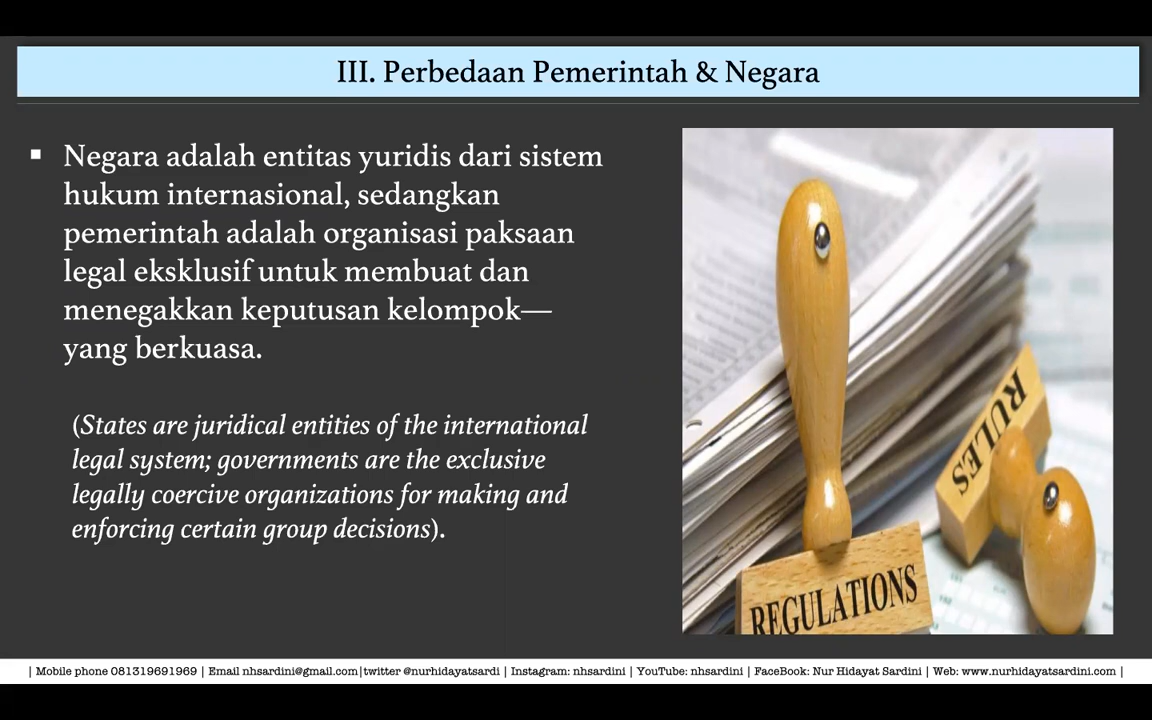 III. Perbedaan Pemerintah & Negara
▪ Negara adalah entitas yuridis dari sistem
hukum internasional, sedangkan
pemerintah adalah organisasi paksaan
legal eksklusif untuk membuat dan
menegakkan keputusan kelompok—
yang berkuasa.
(States are juridical entities of the international
legal system; governments are the exclusive
legally coercive organizations for making and
enforcing certain group decisions).
REGULATIONS
RULES
| Mobile phone 081319691969 | Email nhsardini@gmail.com|twitter @nurhidayatsardi | Instagram: nhsardini | YouTube: nhsardini | FaceBook: Nur Hidayat Sardini | Web: www.nurhidayatsardini.com |